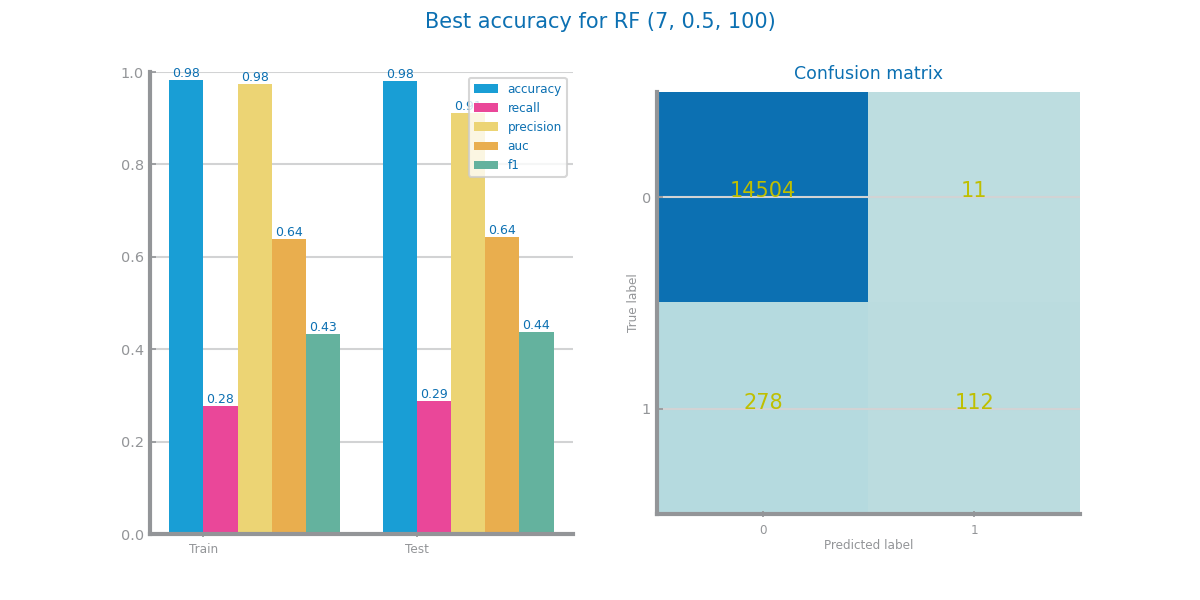 Best accuracy for RF (7, 0.5, 100)
1.0
0.8
0.6
0.4
0.2
0.0
0.98
0.28
0.98
0.64
0.43
0.98
0.29
0.64
0.44
accuracy
recall
precision
auc
f1
Train
Test
Confusion matrix
True label
0
1
14504
11
278
112
0
1
Predicted label